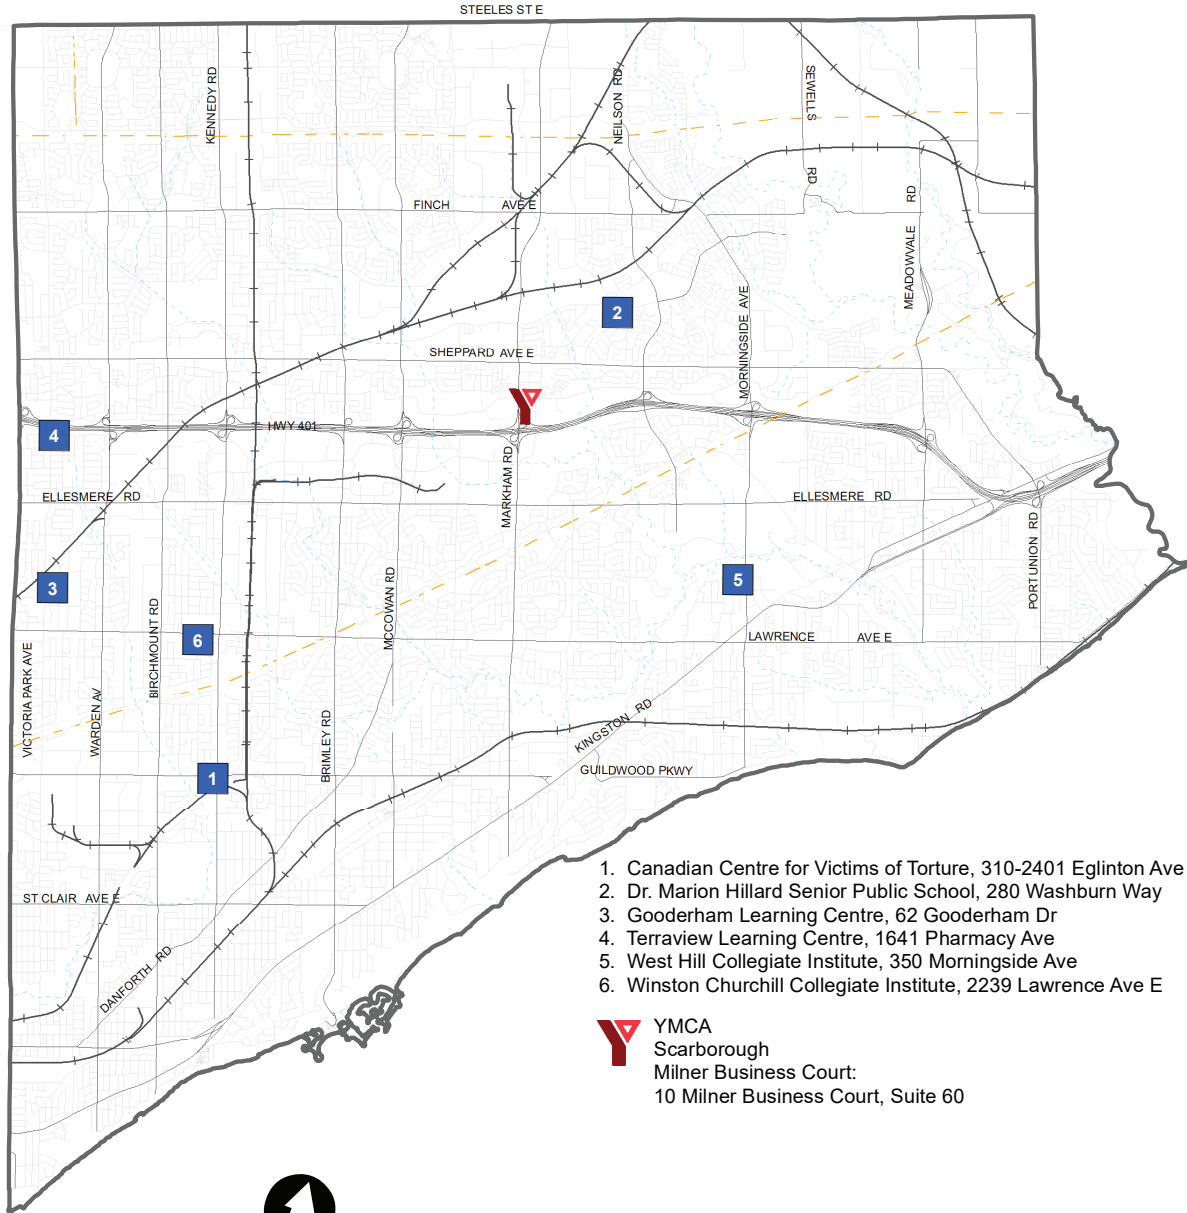 STEELES ST E
KENNEDY RD
NEILSON RD
SEWELLS RD
FINCH AVE E
MEADOWVALE RD
2
MORNINGSIDE AVE
SHEPPARD AVE E
4
HWY 401
MARKHAM RD
ELLESMERE RD
ELLESMERE RD
PORT UNION RD
3
5
MCCOWAN RD
BIRCHMOUNT RD
6
LAWRENCE AVE E
VICTORIA PARK AVE
WARDEN AV
BRIMLEY RD
KINGSTON RD
1
GUILDWOOD PKWY
ST CLAIR AVE E
DANFORTH RD
1. Canadian Centre for Victims of Torture, 310-2401 Eglinton Ave
2. Dr. Marion Hillard Senior Public School, 280 Washburn Way
3. Gooderham Learning Centre, 62 Gooderham Dr
4. Terraview Learning Centre, 1641 Pharmacy Ave
5. West Hill Collegiate Institute, 350 Morningside Ave
6. Winston Churchill Collegiate Institute, 2239 Lawrence Ave E
YMCA
Scarborough
Milner Business Court:
10 Milner Business Court, Suite 60